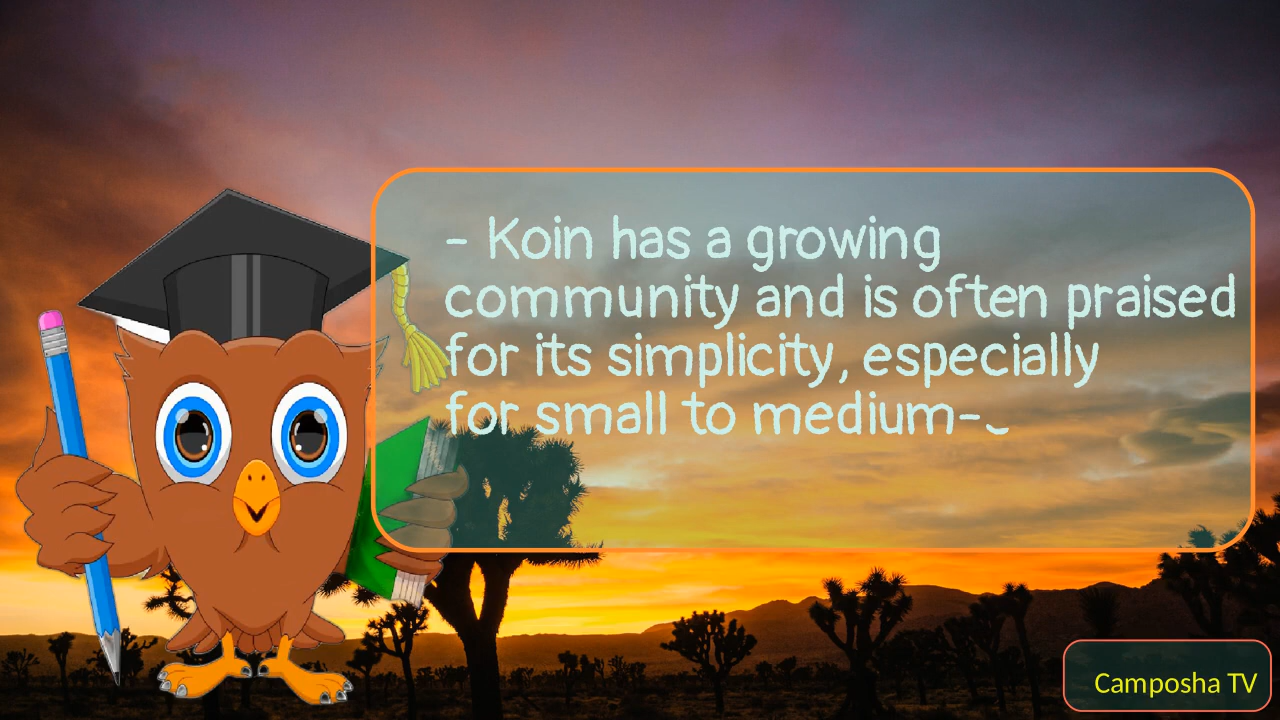 - Koin has a growing
community and is often praised
for its simplicity, especially
for small to medium-
Camposha TV